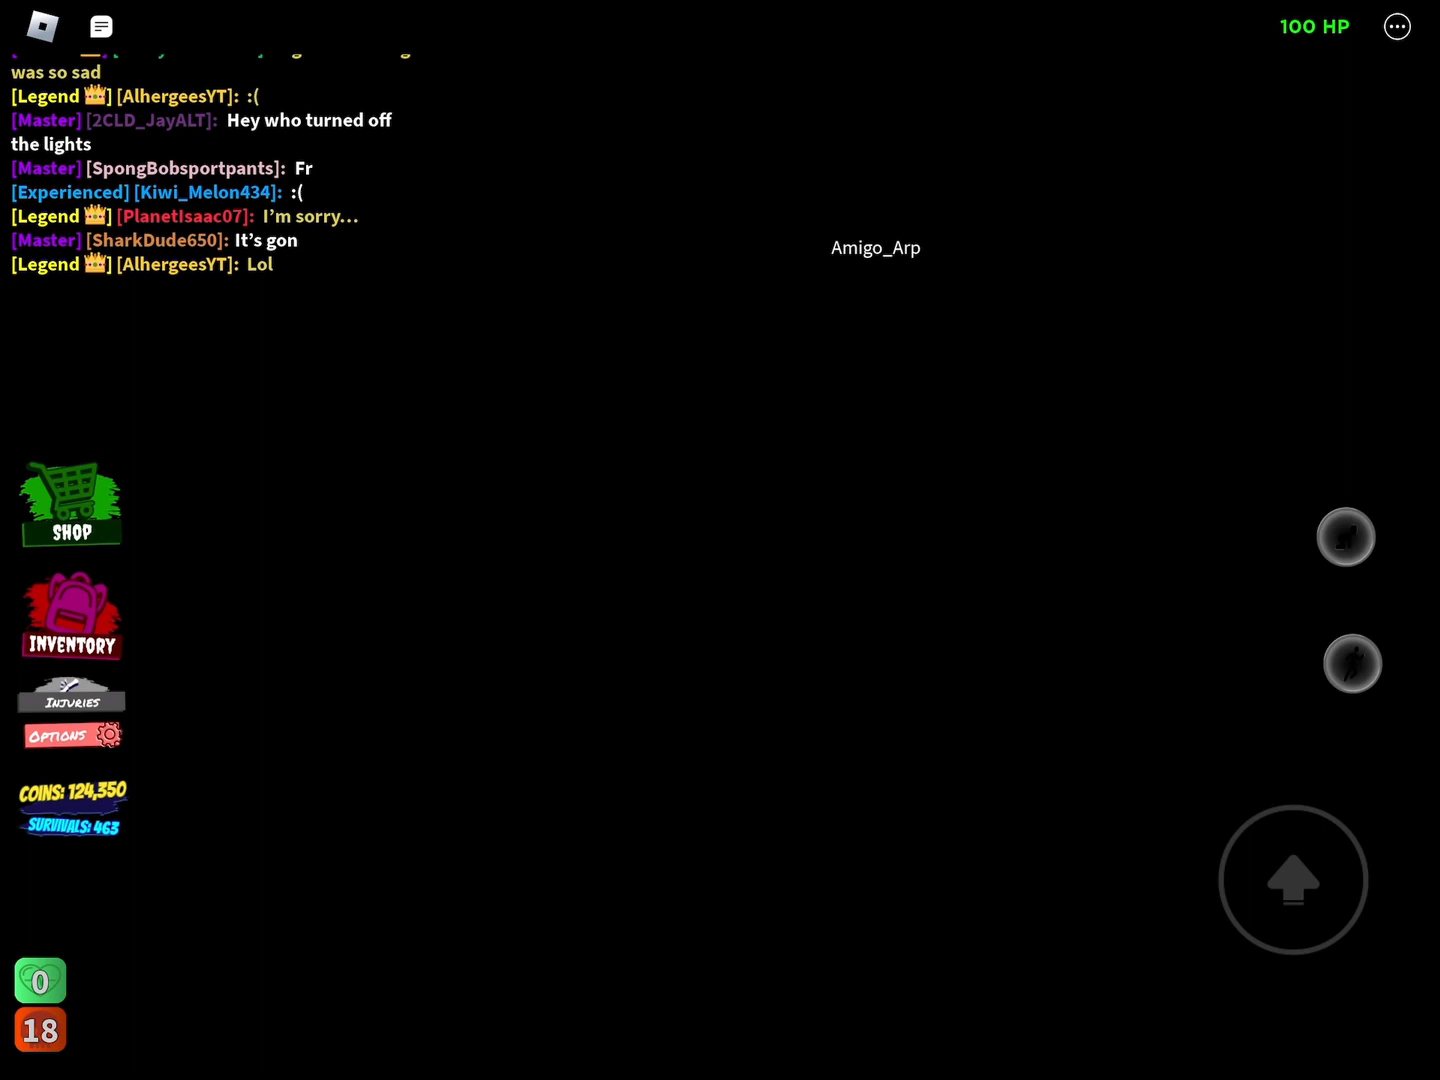 100 HP
was so sad
[Legend 👑] [AlhergeesYT]: :(
[Master] [2CLD_JayALT]: Hey who turned off
the lights
[Master] [SpongBobsportpants]: Fr
[Experienced] [Kiwi_Melon434]: :(
[Legend 👑] [PlanetIsaac07]: I'm sorry...
[Master] [SharkDude650]: It's gon
[Legend 👑] [AlhergeesYT]: Lol
Amigo_Arp
SHOP
INVENTORY
INJURIES
OPTIONS
COINS: 124,350
SURVIVALS: 463
0
18